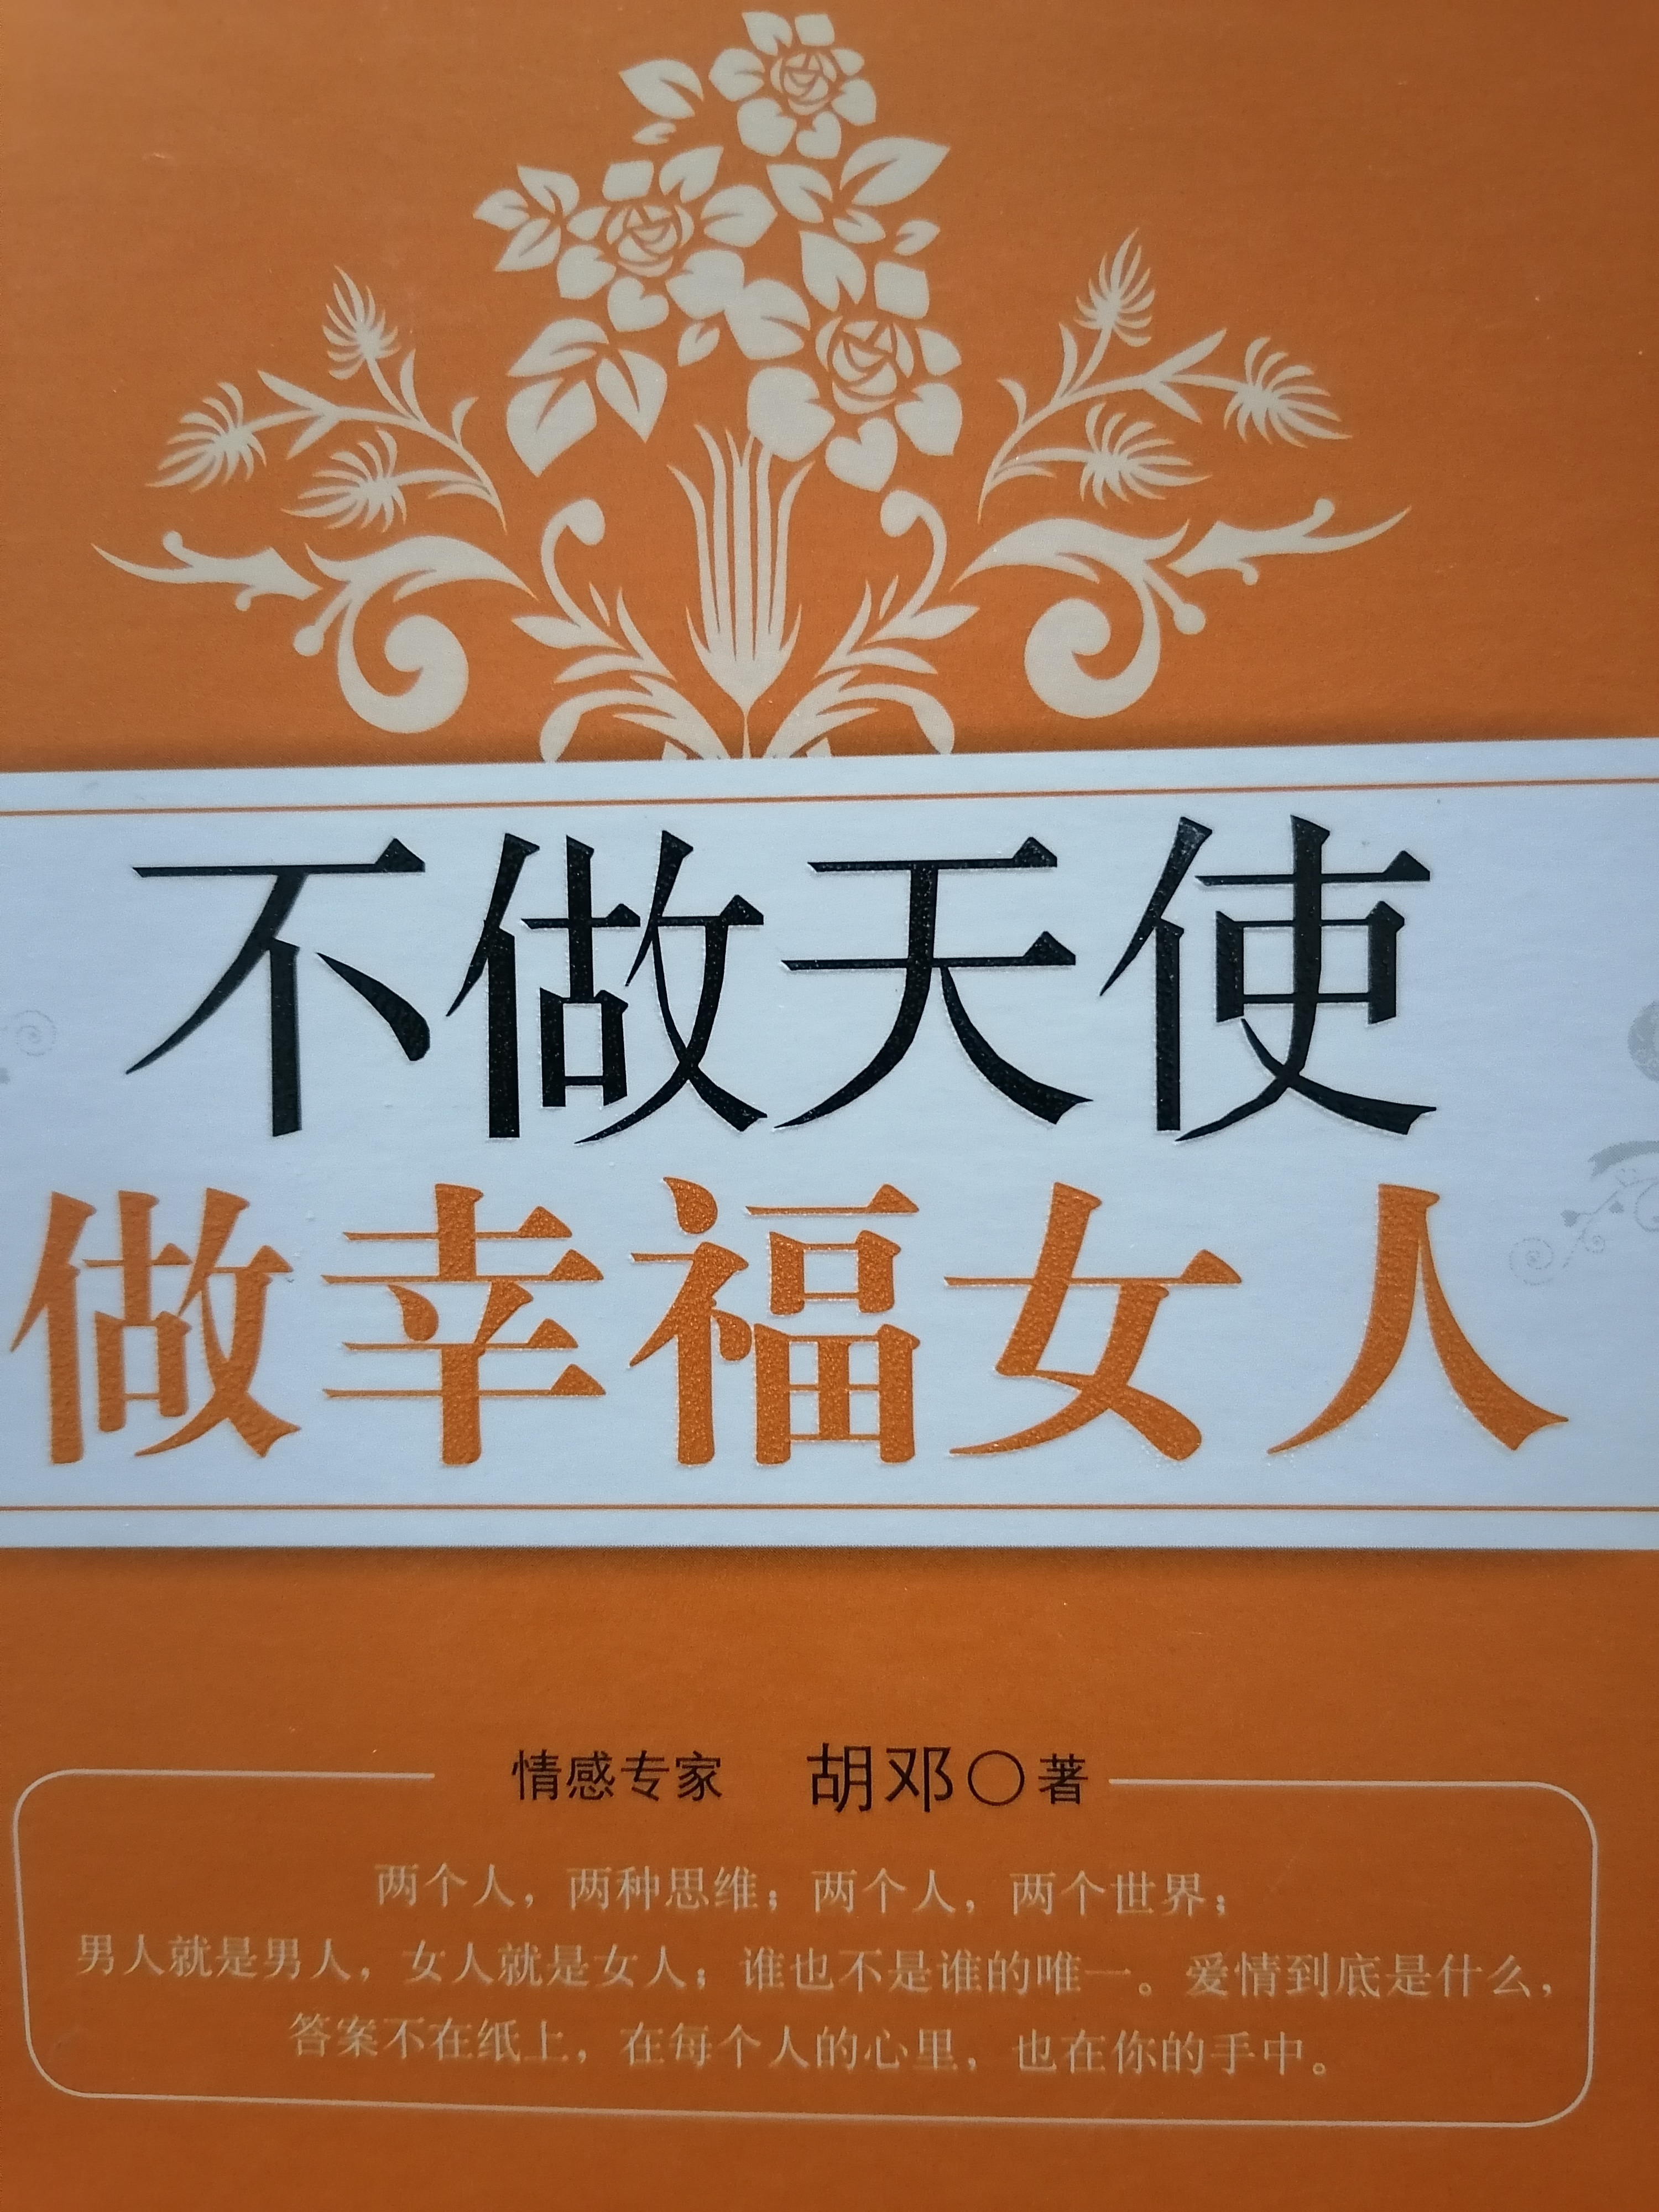 不做天使
做幸福女人
情感专家 胡邓○著
两个人，两种思维；两个人，两个世界；
男人就是男人，女人就是女人；谁也不是谁的唯一。爱情到底是什么，
答案不在纸上，在每个人的心里，也在你的手中。